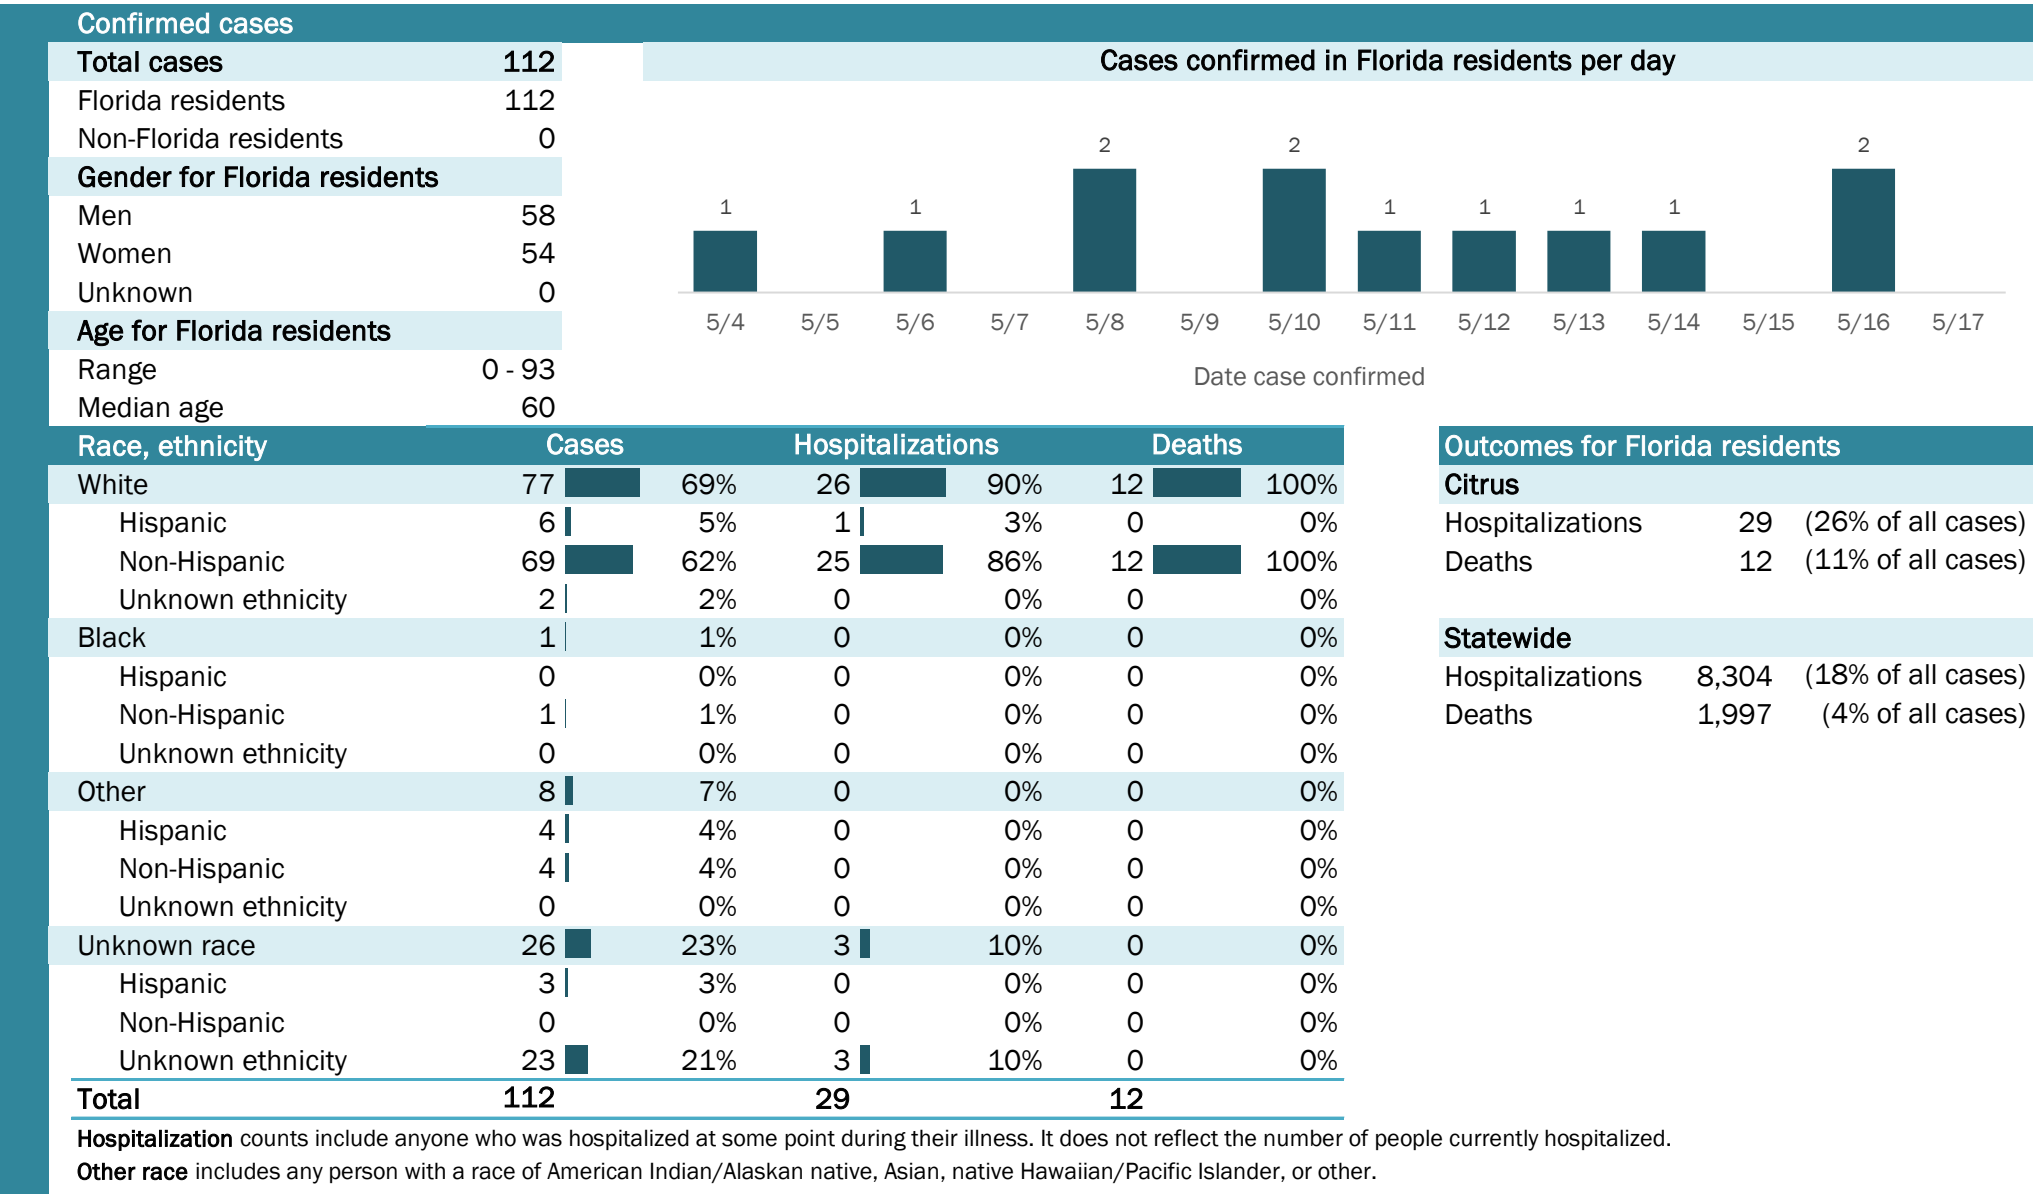 Confirmed cases
Total cases 112
Florida residents 112
Non-Florida residents 0
Gender for Florida residents
Men 58
Women 54
Unknown 0
Age for Florida residents
Range 0 - 93
Median age 60
Cases confirmed in Florida residents per day
2 2 2
1 1 1 1 1 1
5/4 5/5 5/6 5/7 5/8 5/9 5/10 5/11 5/12 5/13 5/14 5/15 5/16 5/17
Date case confirmed
Race, ethnicity Cases Hospitalizations Deaths
White 77 69% 26 90% 12 100%
Hispanic 6 5% 1 3% 0 0%
Non-Hispanic 69 62% 25 86% 12 100%
Unknown ethnicity 2 2% 0 0% 0 0%
Black 1 1% 0 0% 0 0%
Hispanic 0 0% 0 0% 0 0%
Non-Hispanic 1 1% 0 0% 0 0%
Unknown ethnicity 0 0% 0 0% 0 0%
Other 8 7% 0 0% 0 0%
Hispanic 4 4% 0 0% 0 0%
Non-Hispanic 4 4% 0 0% 0 0%
Unknown ethnicity 0 0% 0 0% 0 0%
Unknown race 26 23% 3 10% 0 0%
Hispanic 3 3% 0 0% 0 0%
Non-Hispanic 0 0% 0 0% 0 0%
Unknown ethnicity 23 21% 3 10% 0 0%
Total 112 29 12
Outcomes for Florida residents
Citrus
Hospitalizations 29 (26% of all cases)
Deaths 12 (11% of all cases)
Statewide
Hospitalizations 8,304 (18% of all cases)
Deaths 1,997 (4% of all cases)
Hospitalization counts include anyone who was hospitalized at some point during their illness. It does not reflect the number of people currently hospitalized.
Other race includes any person with a race of American Indian/Alaskan native, Asian, native Hawaiian/Pacific Islander, or other.